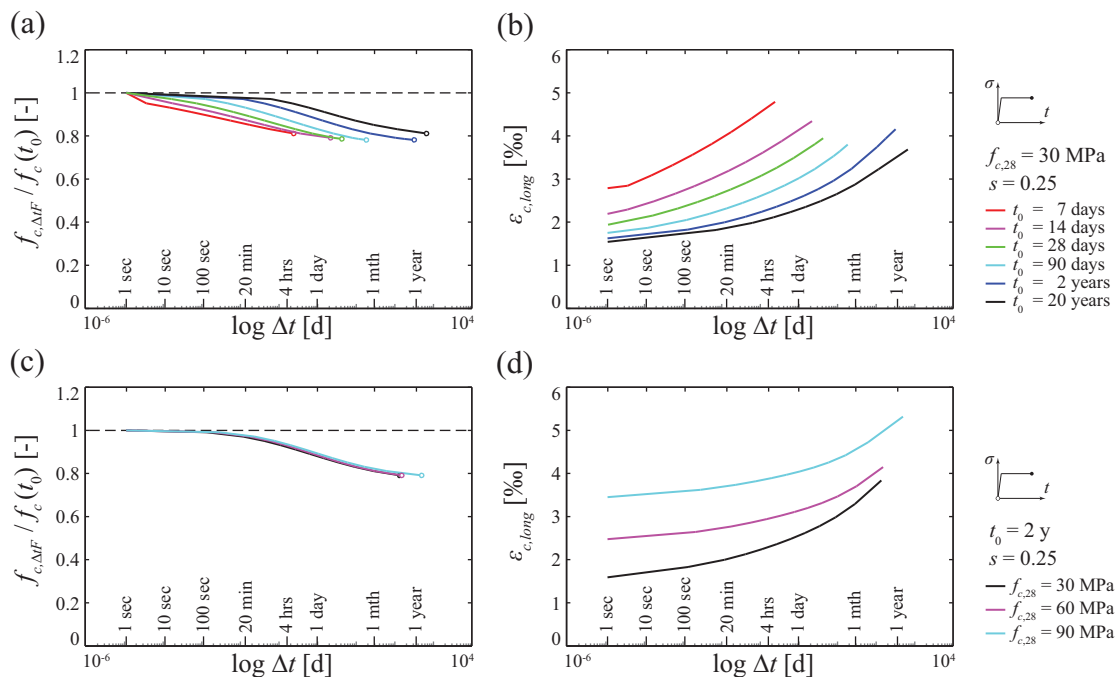 (a)
f_{c,ΔtF} / f_c (t_0) [-]
1.2
1
0.8
0.6
0.4
0.2
0
1 sec
10 sec
100 sec
20 min
4 hrs
1 day
1 mth
1 year
10^{-6}
log Δt [d]
10^4
(b)
ε_{c,long} [‰]
6
5
4
3
2
1
0
1 sec
10 sec
100 sec
20 min
4 hrs
1 day
1 mth
1 year
10^{-6}
log Δt [d]
10^4
σ
t
f_{c,28} = 30 MPa
s = 0.25
t_0 = 7 days
t_0 = 14 days
t_0 = 28 days
t_0 = 90 days
t_0 = 2 years
t_0 = 20 years
(c)
f_{c,ΔtF} / f_c (t_0) [-]
1.2
1
0.8
0.6
0.4
0.2
0
1 sec
10 sec
100 sec
20 min
4 hrs
1 day
1 mth
1 year
10^{-6}
log Δt [d]
10^4
(d)
ε_{c,long} [‰]
6
5
4
3
2
1
0
1 sec
10 sec
100 sec
20 min
4 hrs
1 day
1 mth
1 year
10^{-6}
log Δt [d]
10^4
σ
t
t_0 = 2 y
s = 0.25
f_{c,28} = 30 MPa
f_{c,28} = 60 MPa
f_{c,28} = 90 MPa